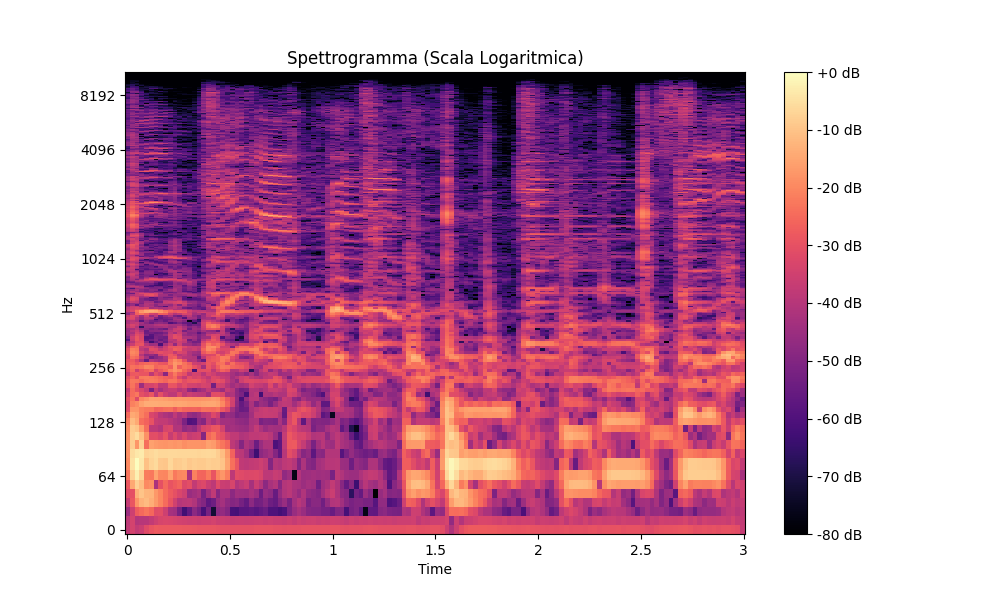 Spettrogramma (Scala Logaritmica)
Hz
8192
4096
2048
1024
512
256
128
64
0
0
0.5
1
1.5
2
2.5
3
Time
+0 dB
-10 dB
-20 dB
-30 dB
-40 dB
-50 dB
-60 dB
-70 dB
-80 dB